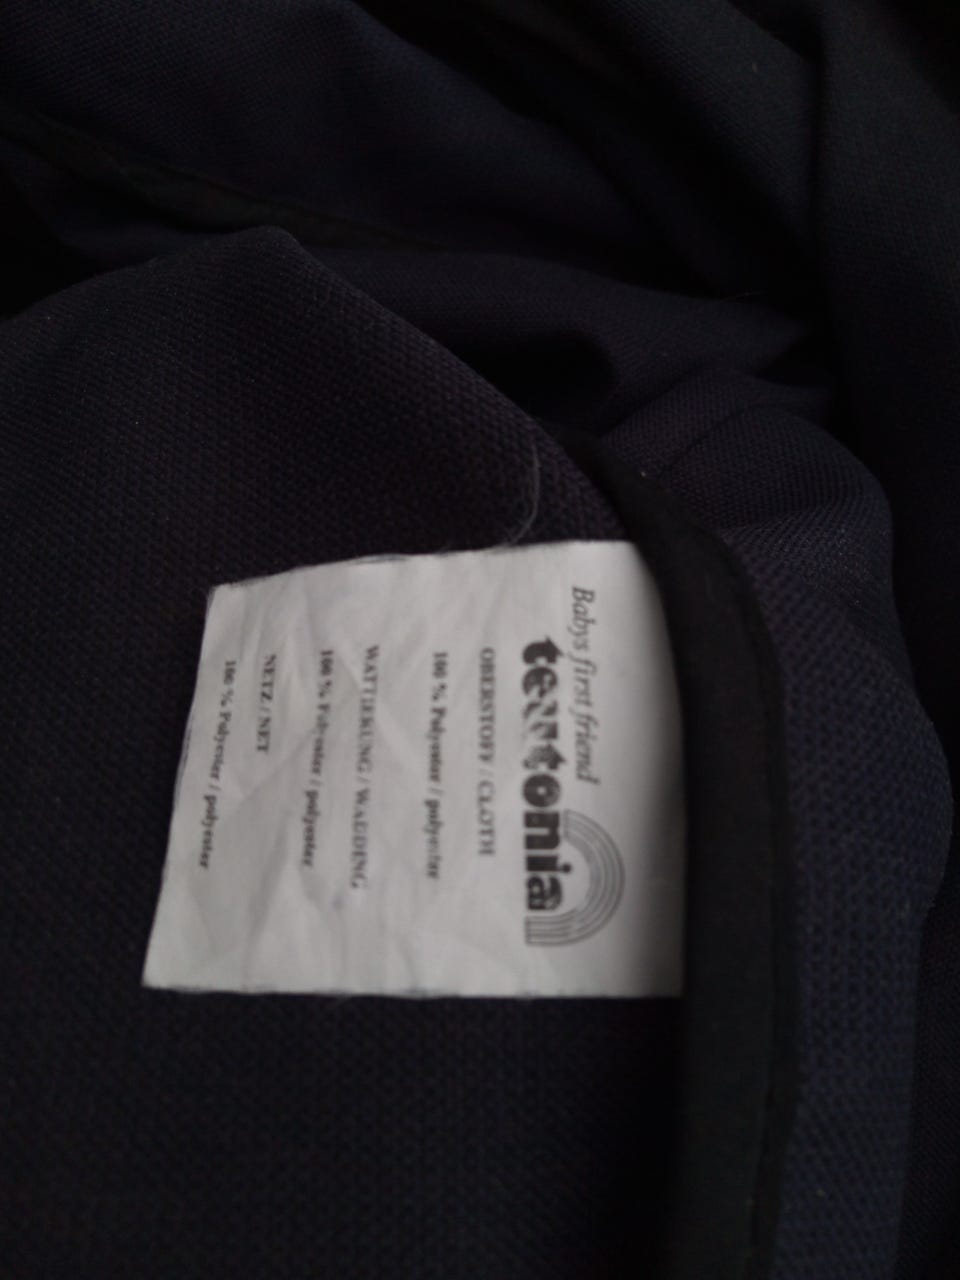 Babys first friend
teutonia
OBERSTOFF / CLOTH
100 % Polyester / polyester
WATTIERUNG / WADDING
100 % Polyester / polyester
NETZ / NET
100 % Polyester / polyester